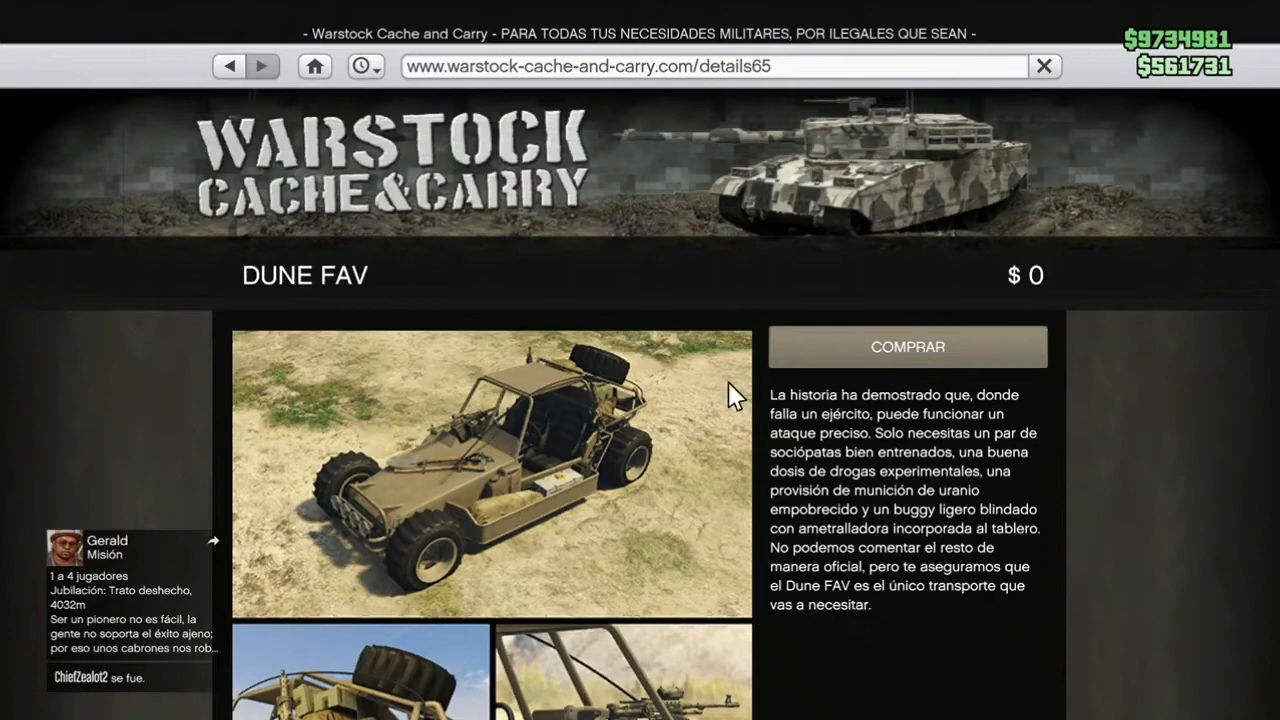 - Warstock Cache and Carry - PARA TODAS TUS NECESIDADES MILITARES, POR ILEGALES QUE SEAN -
$9734981
$561731
www.warstock-cache-and-carry.com/details65
WARSTOCK
CACHE&CARRY
DUNE FAV
$ 0
COMPRAR
La historia ha demostrado que, donde
falla un ejército, puede funcionar un
ataque preciso. Solo necesitas un par de
sociópatas bien entrenados, una buena
dosis de drogas experimentales, una
provisión de munición de uranio
empobrecido y un buggy ligero blindado
con ametralladora incorporada al tablero.
No podemos comentar el resto de
manera oficial, pero te aseguramos que
el Dune FAV es el único transporte que
vas a necesitar.
Gerald
Misión
1 a 4 jugadores
Jubilación: Trato deshecho,
4032m
Ser un pionero no es fácil, la
gente no soporta el éxito ajeno;
por eso unos cabrones nos rob...
ChiefZealot2 se fue.